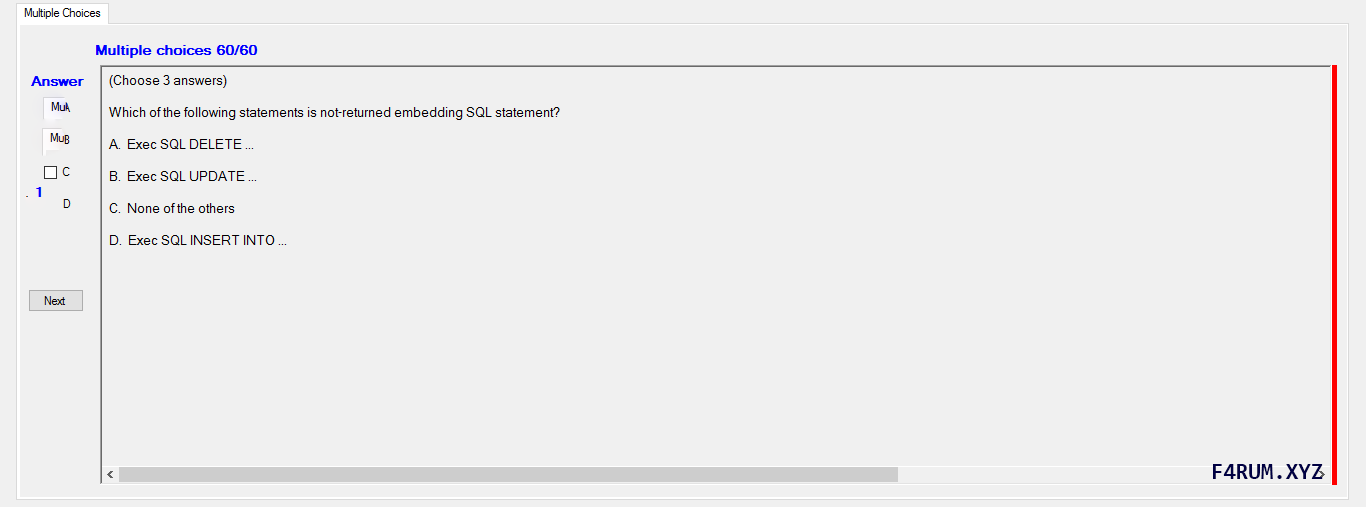 Multiple Choices
Multiple choices 60/60
Answer
(Choose 3 answers)
Which of the following statements is not-returned embedding SQL statement?
A. Exec SQL DELETE ...
B. Exec SQL UPDATE ...
C. None of the others
D. Exec SQL INSERT INTO ...
MulA
MuB
C
. 1
D
Next
F4RUM.XYZ